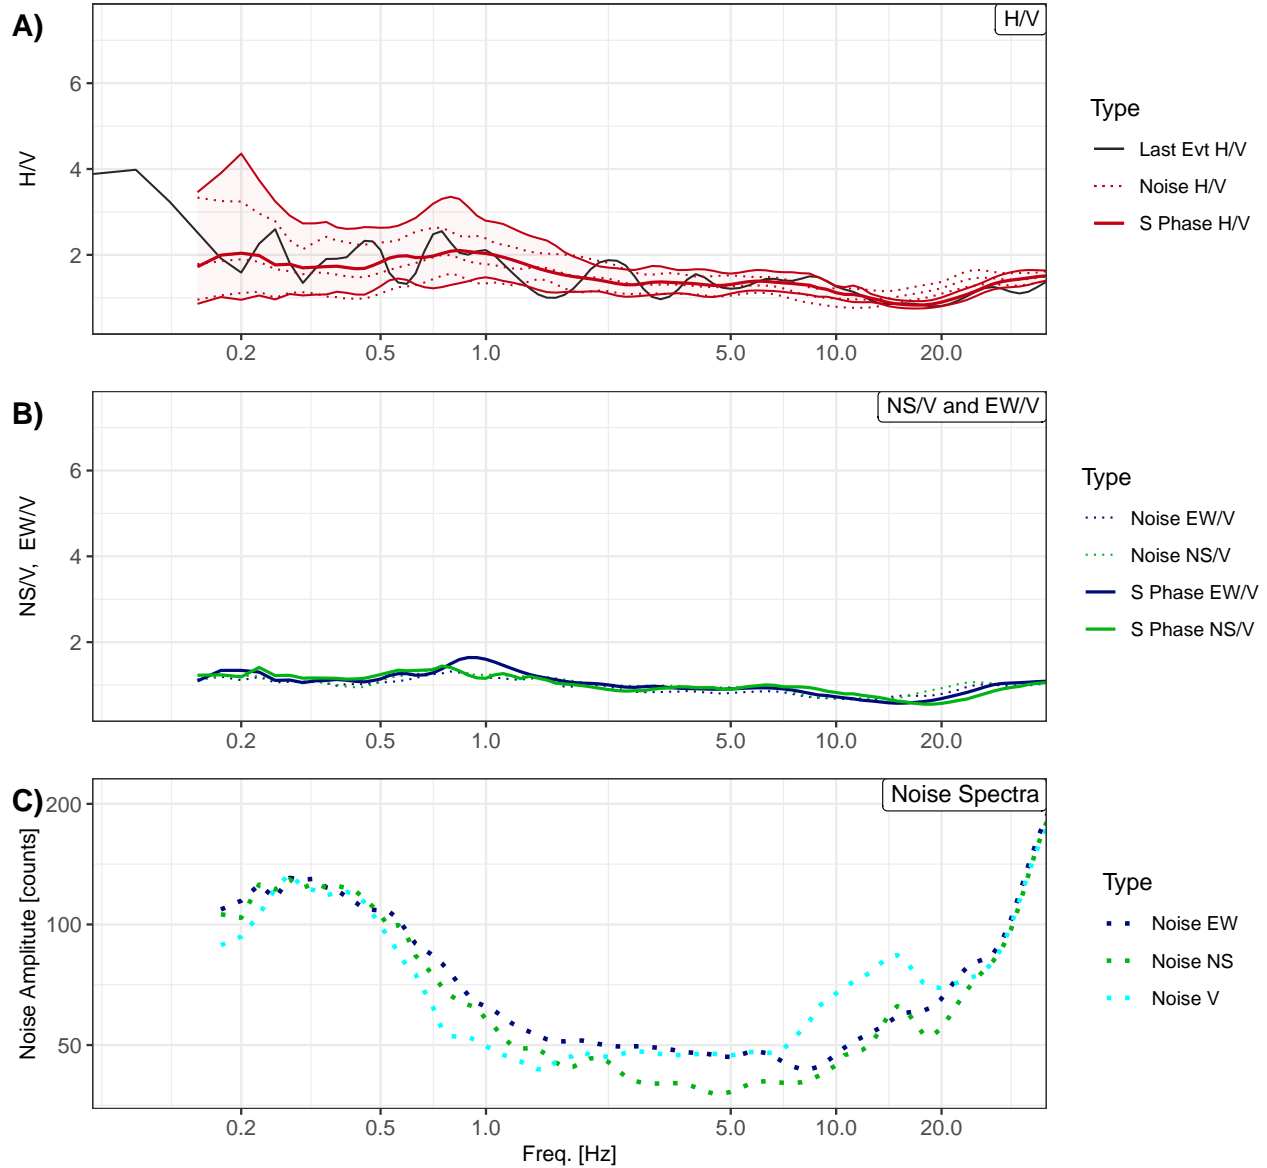 A)
H/V
6
4
2
H/V
0.2 0.5 1.0 5.0 10.0 20.0
Type
Last Evt H/V
Noise H/V
S Phase H/V
B)
NS/V and EW/V
6
4
2
NS/V, EW/V
0.2 0.5 1.0 5.0 10.0 20.0
Type
Noise EW/V
Noise NS/V
S Phase EW/V
S Phase NS/V
C)
Noise Spectra
200
100
50
Noise Amplitute [counts]
0.2 0.5 1.0 5.0 10.0 20.0
Freq. [Hz]
Type
Noise EW
Noise NS
Noise V